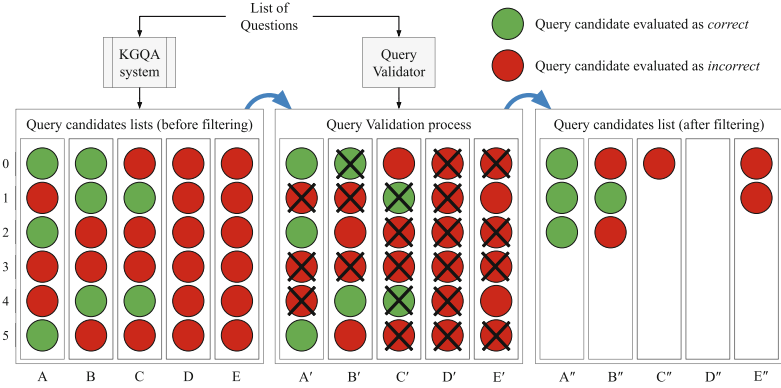 List of
Questions
KGQA
system
Query
Validator
Query candidate evaluated as correct
Query candidate evaluated as incorrect
Query candidates lists (before filtering)
Query Validation process
Query candidates list (after filtering)
0
1
2
3
4
5
A B C D E
A′ B′ C′ D′ E′
A″ B″ C″ D″ E″